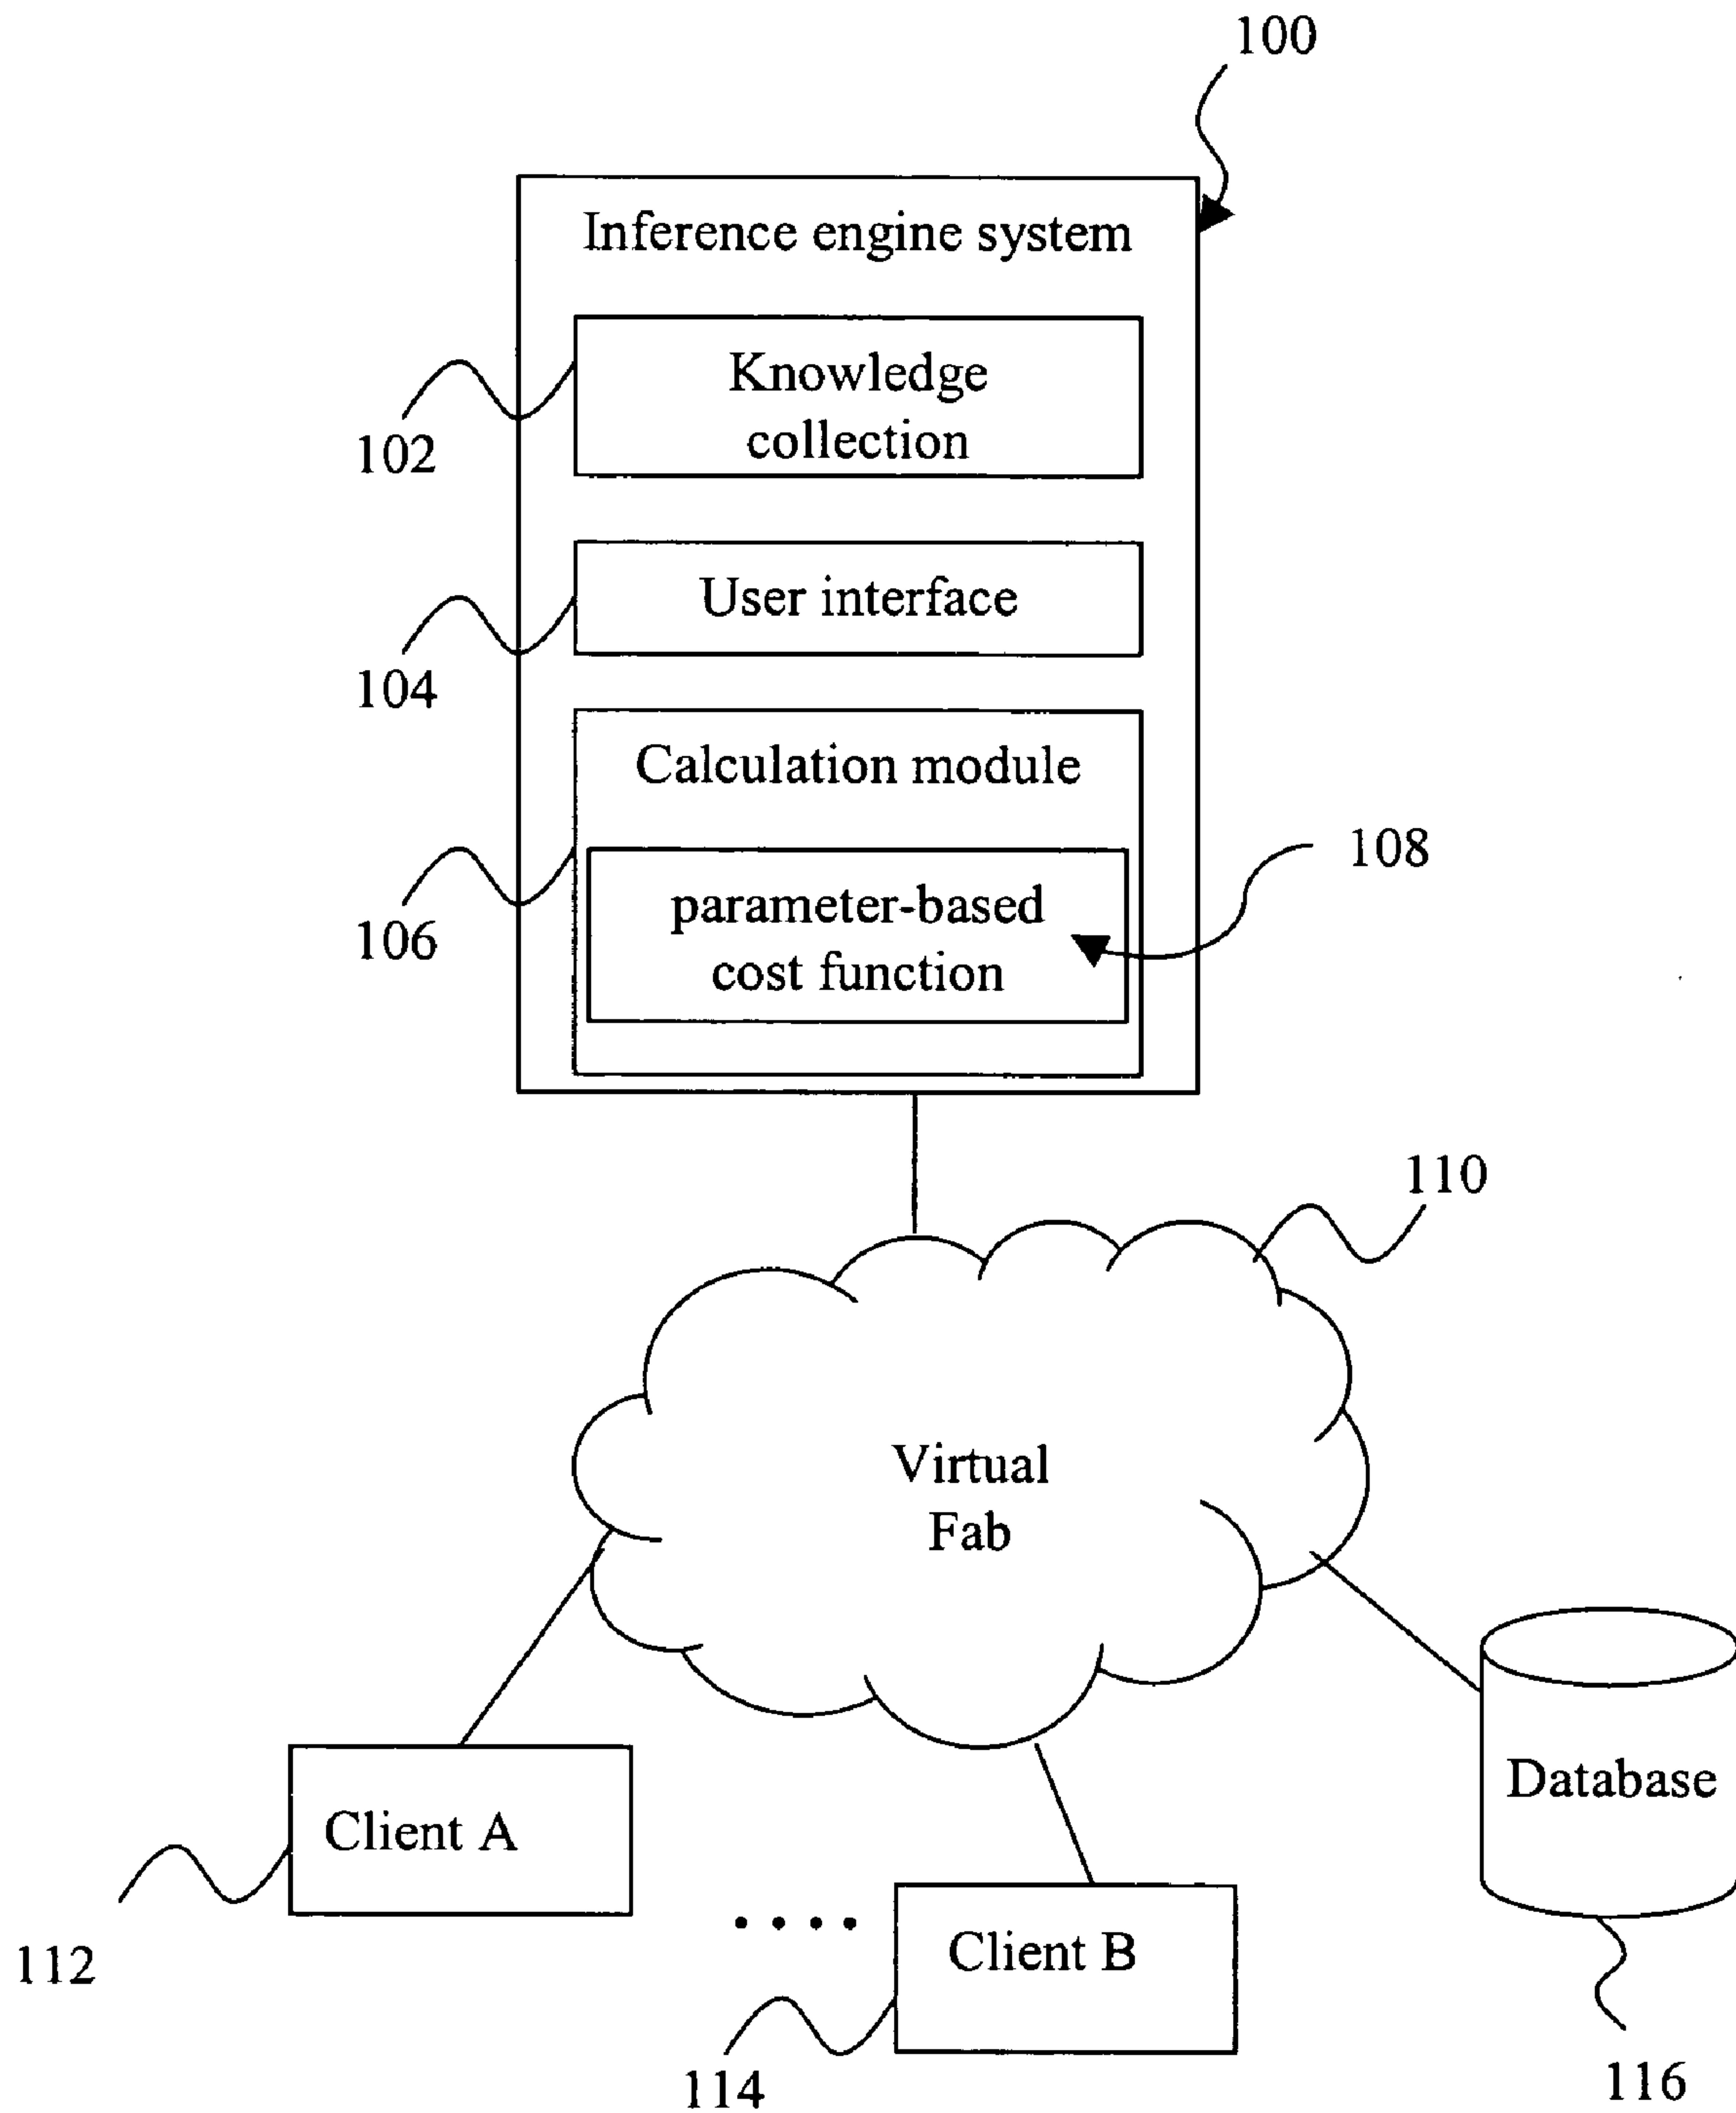 100
Inference engine system
Knowledge
collection
102
User interface
104
Calculation module
108
parameter-based
cost function
106
110
Virtual
Fab
Database
Client A
Client B
112
114
116